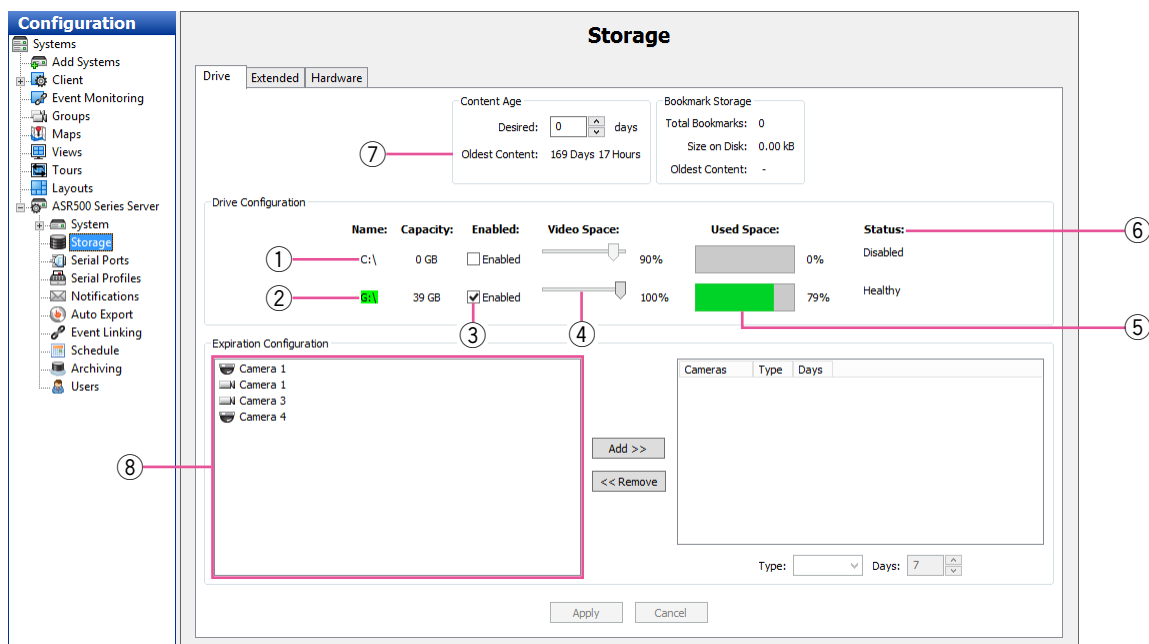 Configuration
Systems
Add Systems
Client
Event Monitoring
Groups
Maps
Views
Tours
Layouts
ASR500 Series Server
System
Storage
Serial Ports
Serial Profiles
Notifications
Auto Export
Event Linking
Schedule
Archiving
Users
Storage
Drive Extended Hardware
Content Age
Desired: 0 days
Oldest Content: 169 Days 17 Hours
7
Bookmark Storage
Total Bookmarks: 0
Size on Disk: 0.00 kB
Oldest Content: -
Drive Configuration
Name: Capacity: Enabled: Video Space: Used Space: Status: 6
1 C:\ 0 GB Enabled 90% 0% Disabled
2 G:\ 39 GB Enabled 100% 79% Healthy
3 4 5
Expiration Configuration
Camera 1
Camera 1
Camera 3
Camera 4
8
Add >>
<< Remove
Cameras Type Days
Type: Days: 7
Apply Cancel